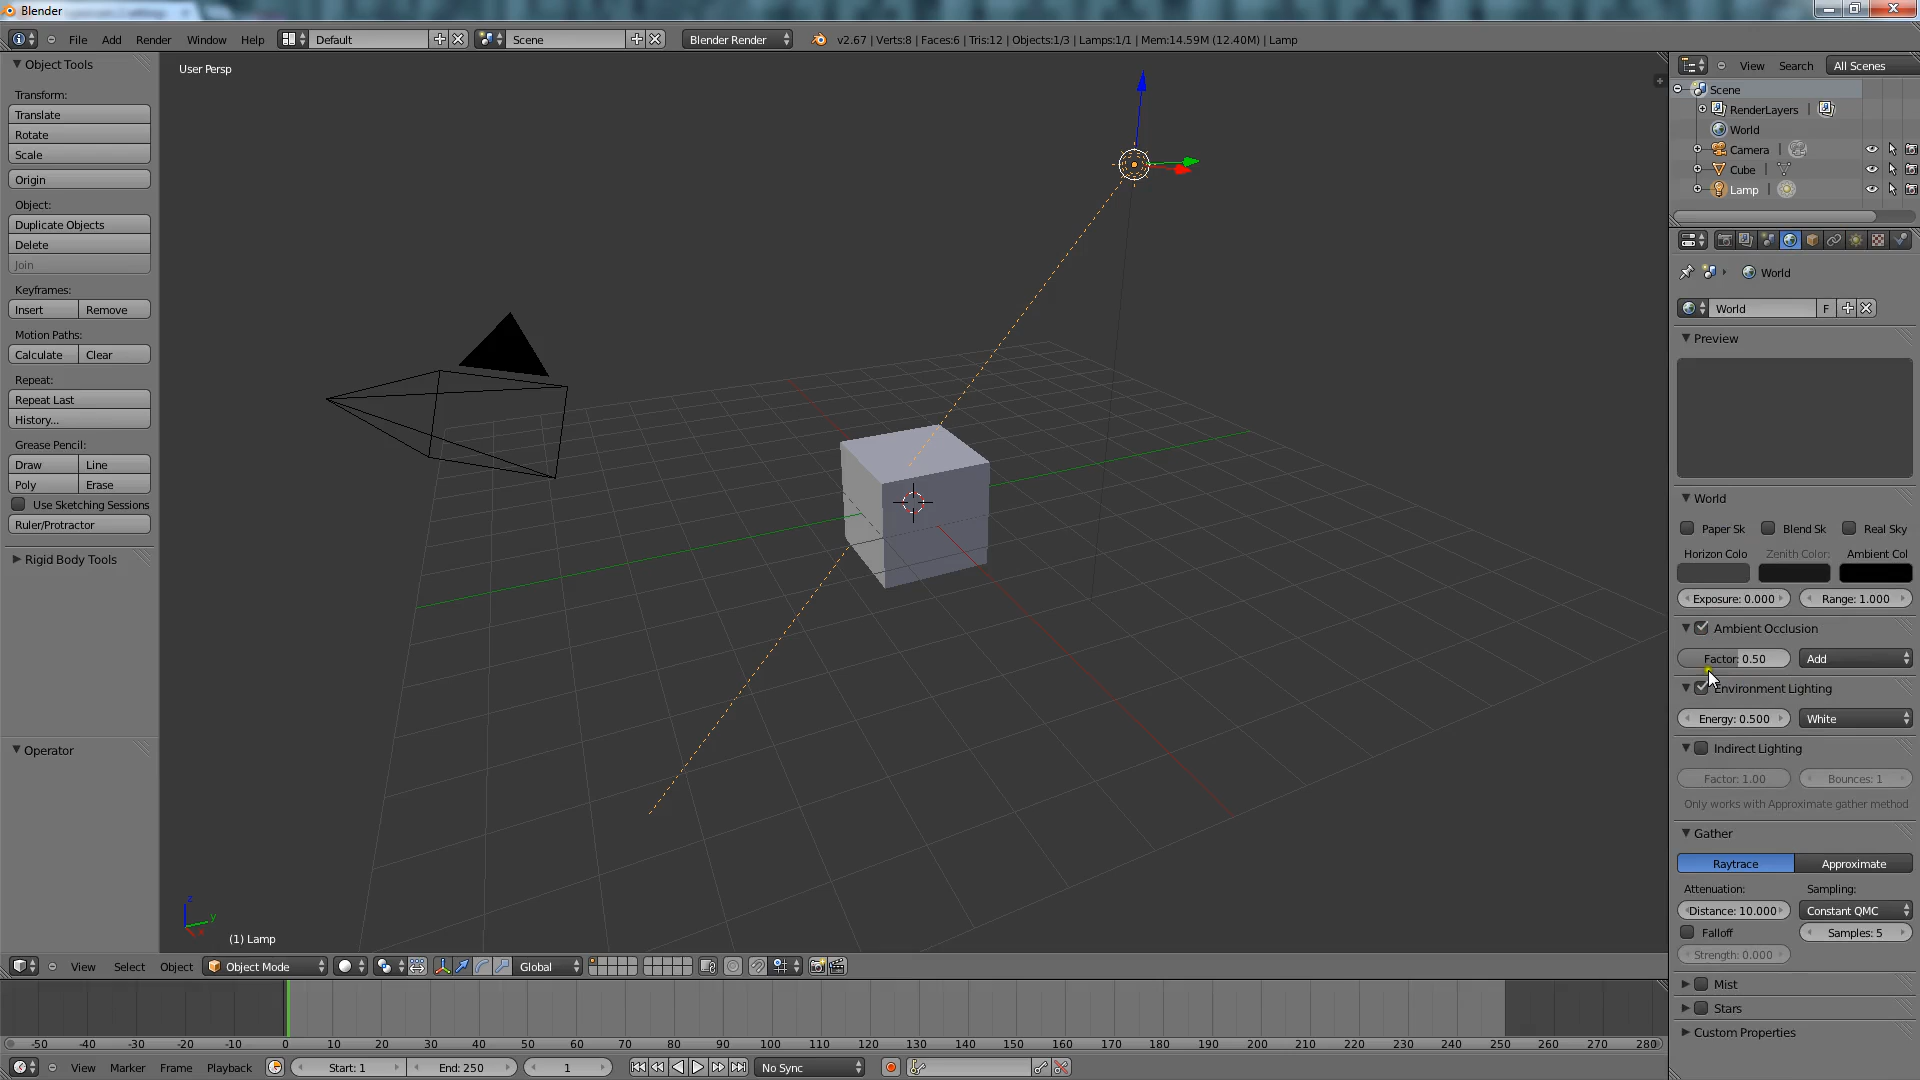 Blender
File Add Render Window Help Default Scene Blender Render v2.67 | Verts:8 | Faces:6 | Tris:12 | Objects:1/3 | Lamps:1/1 | Mem:14.59M (12.40M) | Lamp
Object Tools
Transform:
Translate
Rotate
Scale
Origin
Object:
Duplicate Objects
Delete
Join
Keyframes:
Insert Remove
Motion Paths:
Calculate Clear
Repeat:
Repeat Last
History...
Grease Pencil:
Draw Line
Poly Erase
Use Sketching Sessions
Ruler/Protractor
Rigid Body Tools
Operator
User Persp
z
y
x
(1) Lamp
View Search All Scenes
Scene
RenderLayers |
World
Camera |
Cube |
Lamp |
World
World F
Preview
World
Paper Sk Blend Sk Real Sky
Horizon Colo Zenith Color: Ambient Col
Exposure: 0.000 Range: 1.000
Ambient Occlusion
Factor: 0.50 Add
Environment Lighting
Energy: 0.500 White
Indirect Lighting
Factor: 1.00 Bounces: 1
Only works with Approximate gather method
Gather
Raytrace Approximate
Attenuation: Sampling:
Distance: 10.000 Constant QMC
Falloff Samples: 5
Strength: 0.000
Mist
Stars
Custom Properties
View Select Object Object Mode Global
-50 -40 -30 -20 -10 0 10 20 30 40 50 60 70 80 90 100 110 120 130 140 150 160 170 180 190 200 210 220 230 240 250 260 270 280
View Marker Frame Playback Start: 1 End: 250 1 No Sync